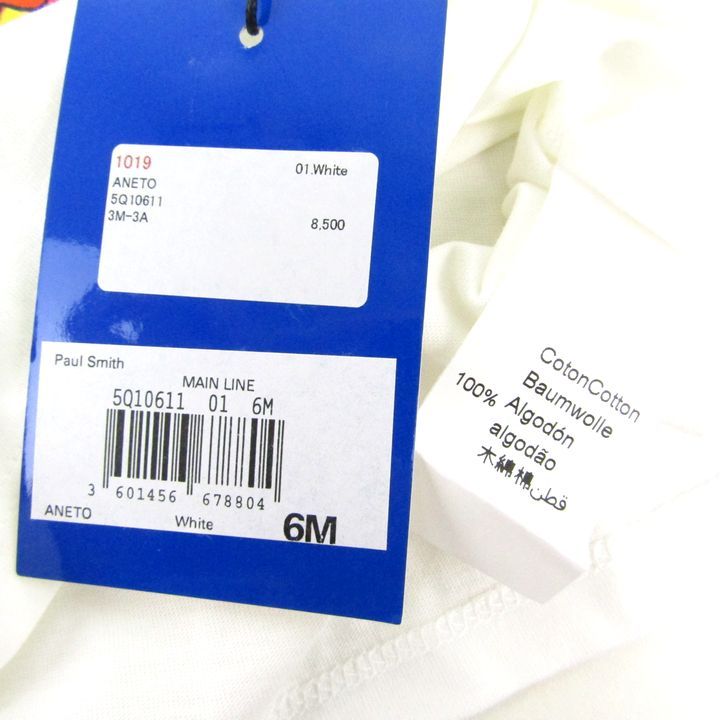 1019 01.White
ANETO
5Q10611
3M-3A 8,500
Paul Smith
MAIN LINE
5Q10611 01 6M
3 601456 678804
ANETO White 6M
CotonCotton
Baumwolle
100% Algodón
algodão
木綿棉 قطن